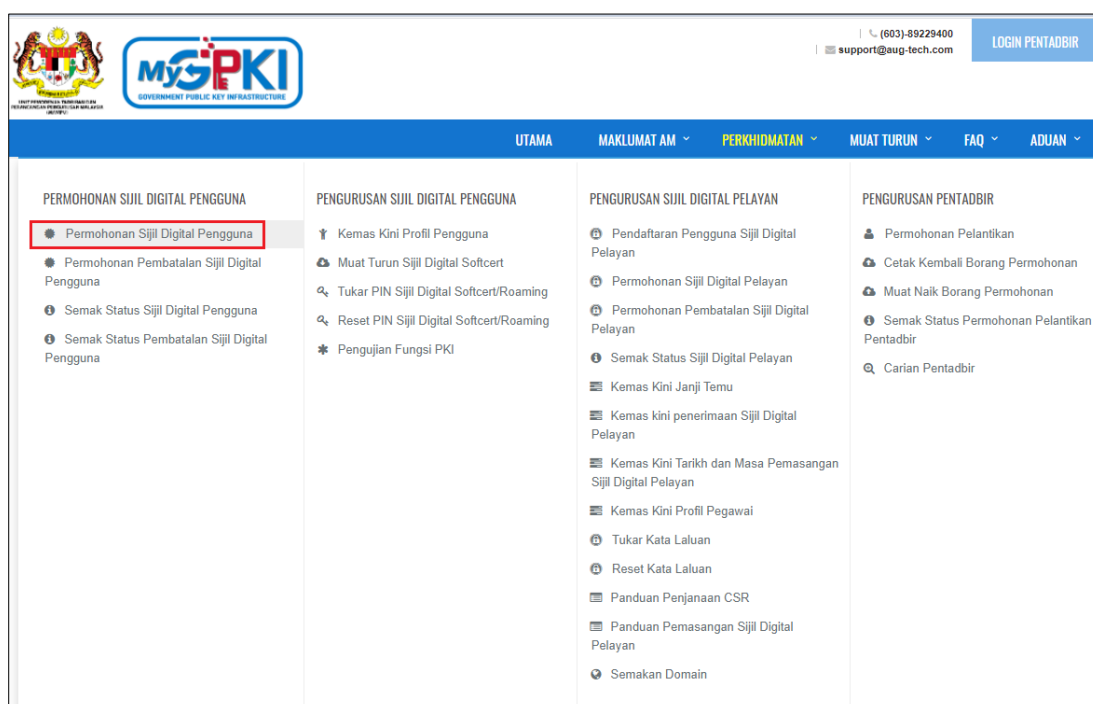 UNIT PEMODENAN TADBIRAN DAN
PERANCANGAN PENGURUSAN MALAYSIA
(MAMPU)
MyGPKI
GOVERNMENT PUBLIC KEY INFRASTRUCTURE
(603)-89229400
support@aug-tech.com
LOGIN PENTADBIR
UTAMA MAKLUMAT AM PERKHIDMATAN MUAT TURUN FAQ ADUAN
PERMOHONAN SIJIL DIGITAL PENGGUNA
Permohonan Sijil Digital Pengguna
Permohonan Pembatalan Sijil Digital
Pengguna
Semak Status Sijil Digital Pengguna
Semak Status Pembatalan Sijil Digital
Pengguna
PENGURUSAN SIJIL DIGITAL PENGGUNA
Kemas Kini Profil Pengguna
Muat Turun Sijil Digital Softcert
Tukar PIN Sijil Digital Softcert/Roaming
Reset PIN Sijil Digital Softcert/Roaming
Pengujian Fungsi PKI
PENGURUSAN SIJIL DIGITAL PELAYAN
Pendaftaran Pengguna Sijil Digital
Pelayan
Permohonan Sijil Digital Pelayan
Permohonan Pembatalan Sijil Digital
Pelayan
Semak Status Sijil Digital Pelayan
Kemas Kini Janji Temu
Kemas kini penerimaan Sijil Digital
Pelayan
Kemas Kini Tarikh dan Masa Pemasangan
Sijil Digital Pelayan
Kemas Kini Profil Pegawai
Tukar Kata Laluan
Reset Kata Laluan
Panduan Penjanaan CSR
Panduan Pemasangan Sijil Digital
Pelayan
Semakan Domain
PENGURUSAN PENTADBIR
Permohonan Pelantikan
Cetak Kembali Borang Permohonan
Muat Naik Borang Permohonan
Semak Status Permohonan Pelantikan
Pentadbir
Carian Pentadbir